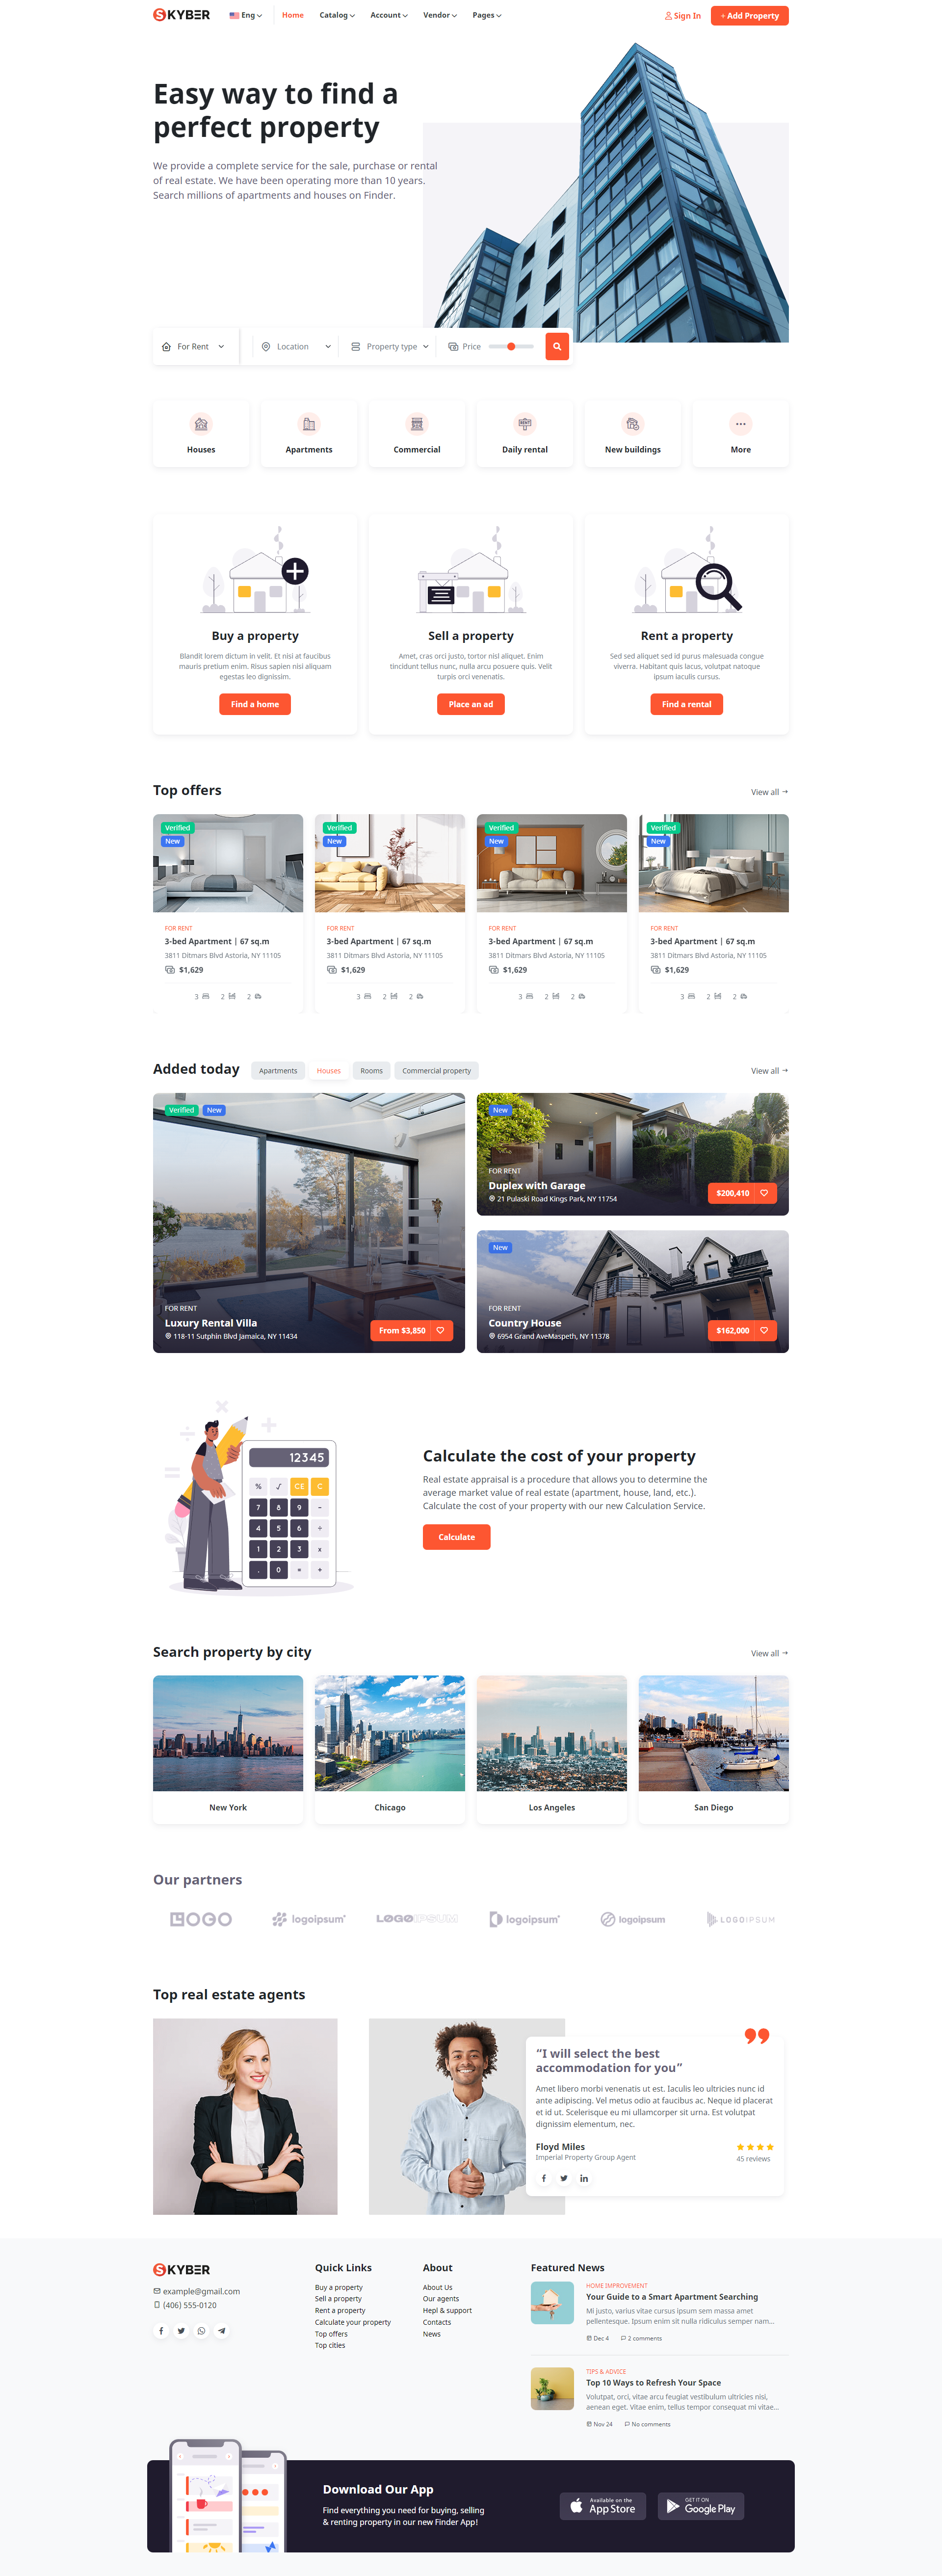 SKYBER
Eng
Home
Catalog
Account
Vendor
Pages
Sign In
+ Add Property
Easy way to find a
perfect property
We provide a complete service for the sale, purchase or rental
of real estate. We have been operating more than 10 years.
Search millions of apartments and houses on Finder.
For Rent
Location
Property type
Price
Houses
Apartments
Commercial
Daily rental
New buildings
More
Buy a property
Blandit lorem dictum in velit. Et nisi at faucibus
mauris pretium enim. Risus sapien nisi aliquam
egestas leo dignissim.
Find a home
Sell a property
Amet, cras orci justo, tortor nisl aliquet. Enim
tincidunt tellus nunc, nulla arcu posuere quis. Velit
turpis orci venenatis.
Place an ad
Rent a property
Sed sed aliquet sed id purus malesuada congue
viverra. Habitant quis lacus, volutpat natoque
ipsum iaculis cursus.
Find a rental
Top offers
View all
Verified
New
FOR RENT
3-bed Apartment | 67 sq.m
3811 Ditmars Blvd Astoria, NY 11105
$1,629
3 2 2
Verified
New
FOR RENT
3-bed Apartment | 67 sq.m
3811 Ditmars Blvd Astoria, NY 11105
$1,629
3 2 2
Verified
New
FOR RENT
3-bed Apartment | 67 sq.m
3811 Ditmars Blvd Astoria, NY 11105
$1,629
3 2 2
Verified
New
FOR RENT
3-bed Apartment | 67 sq.m
3811 Ditmars Blvd Astoria, NY 11105
$1,629
3 2 2
Added today
Apartments
Houses
Rooms
Commercial property
View all
Verified
New
FOR RENT
Luxury Rental Villa
118-11 Sutphin Blvd Jamaica, NY 11434
From $3,850
New
FOR RENT
Duplex with Garage
21 Pulaski Road Kings Park, NY 11754
$200,410
New
FOR RENT
Country House
6954 Grand AveMaspeth, NY 11378
$162,000
12345
% √ CE C
7 8 9 −
4 5 6 ÷
1 2 3 x
. 0 = +
Calculate the cost of your property
Real estate appraisal is a procedure that allows you to determine the
average market value of real estate (apartment, house, land, etc.).
Calculate the cost of your property with our new Calculation Service.
Calculate
Search property by city
View all
New York
Chicago
Los Angeles
San Diego
Our partners
LOGO
logoipsum
LOGOIPSUM
logoipsum
logoipsum
LOGOIPSUM
Top real estate agents
“I will select the best
accommodation for you”
Amet libero morbi venenatis ut est. Iaculis leo ultricies nunc id
ante adipiscing. Vel metus odio at faucibus ac. Neque id placerat
et id ut. Scelerisque eu mi ullamcorper sit urna. Est volutpat
dignissim elementum, nec.
Floyd Miles
Imperial Property Group Agent
45 reviews
SKYBER
example@gmail.com
(406) 555-0120
Quick Links
Buy a property
Sell a property
Rent a property
Calculate your property
Top offers
Top cities
About
About Us
Our agents
Hepl & support
Contacts
News
Featured News
HOME IMPROVEMENT
Your Guide to a Smart Apartment Searching
Mi justo, varius vitae cursus ipsum sem massa amet
pellentesque. Ipsum enim sit nulla ridiculus semper nam...
Dec 4
2 comments
TIPS & ADVICE
Top 10 Ways to Refresh Your Space
Volutpat, orci, vitae arcu feugiat vestibulum ultricies nisi,
aenean eget. Vitae enim, tellus tempor consequat mi vitae...
Nov 24
No comments
Download Our App
Find everything you need for buying, selling
& renting property in our new Finder App!
Available on the
App Store
GET IT ON
Google Play